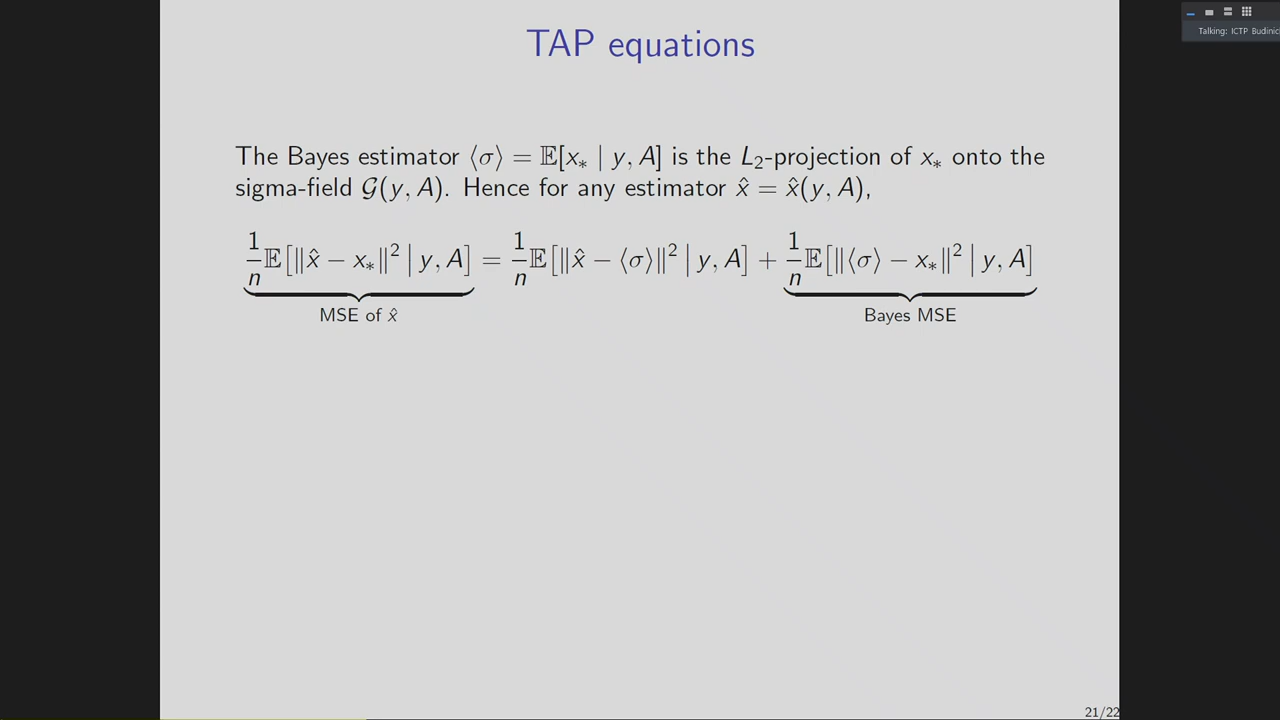 Talking: ICTP Budinic
TAP equations
The Bayes estimator ⟨σ⟩ = 𝔼[x∗ | y, A] is the L₂-projection of x∗ onto the
sigma-field 𝒢(y, A). Hence for any estimator x̂ = x̂(y, A),
1/n 𝔼[‖x̂ − x∗‖² | y, A] = 1/n 𝔼[‖x̂ − ⟨σ⟩‖² | y, A] + 1/n 𝔼[‖⟨σ⟩ − x∗‖² | y, A]
MSE of x̂ Bayes MSE
21/22